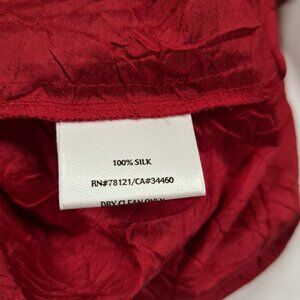 100% SILK
RN#78121/CA#34460
DRY CLEAN ONLY